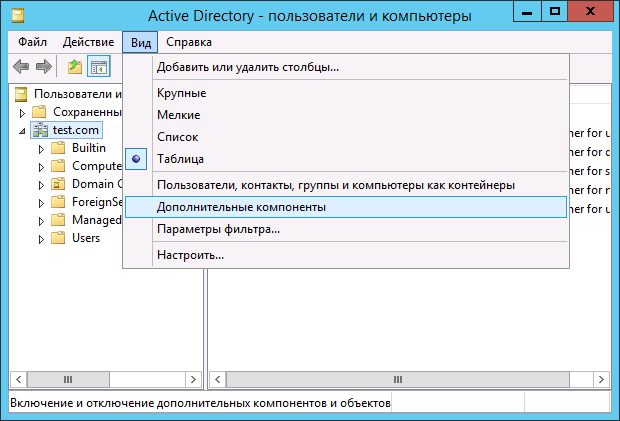 Active Directory - пользователи и компьютеры
Файл Действие Вид Справка
Добавить или удалить столбцы...
Крупные
Мелкие
Список
Таблица
Пользователи, контакты, группы и компьютеры как контейнеры
Дополнительные компоненты
Параметры фильтра...
Настроить...
Пользователи и
Сохраненны
test.com
Builtin
Compute
Domain C
ForeignSe
Managed
Users
ner for u
ner for d
ner for s
ner for m
ner for u
Включение и отключение дополнительных компонентов и объектов